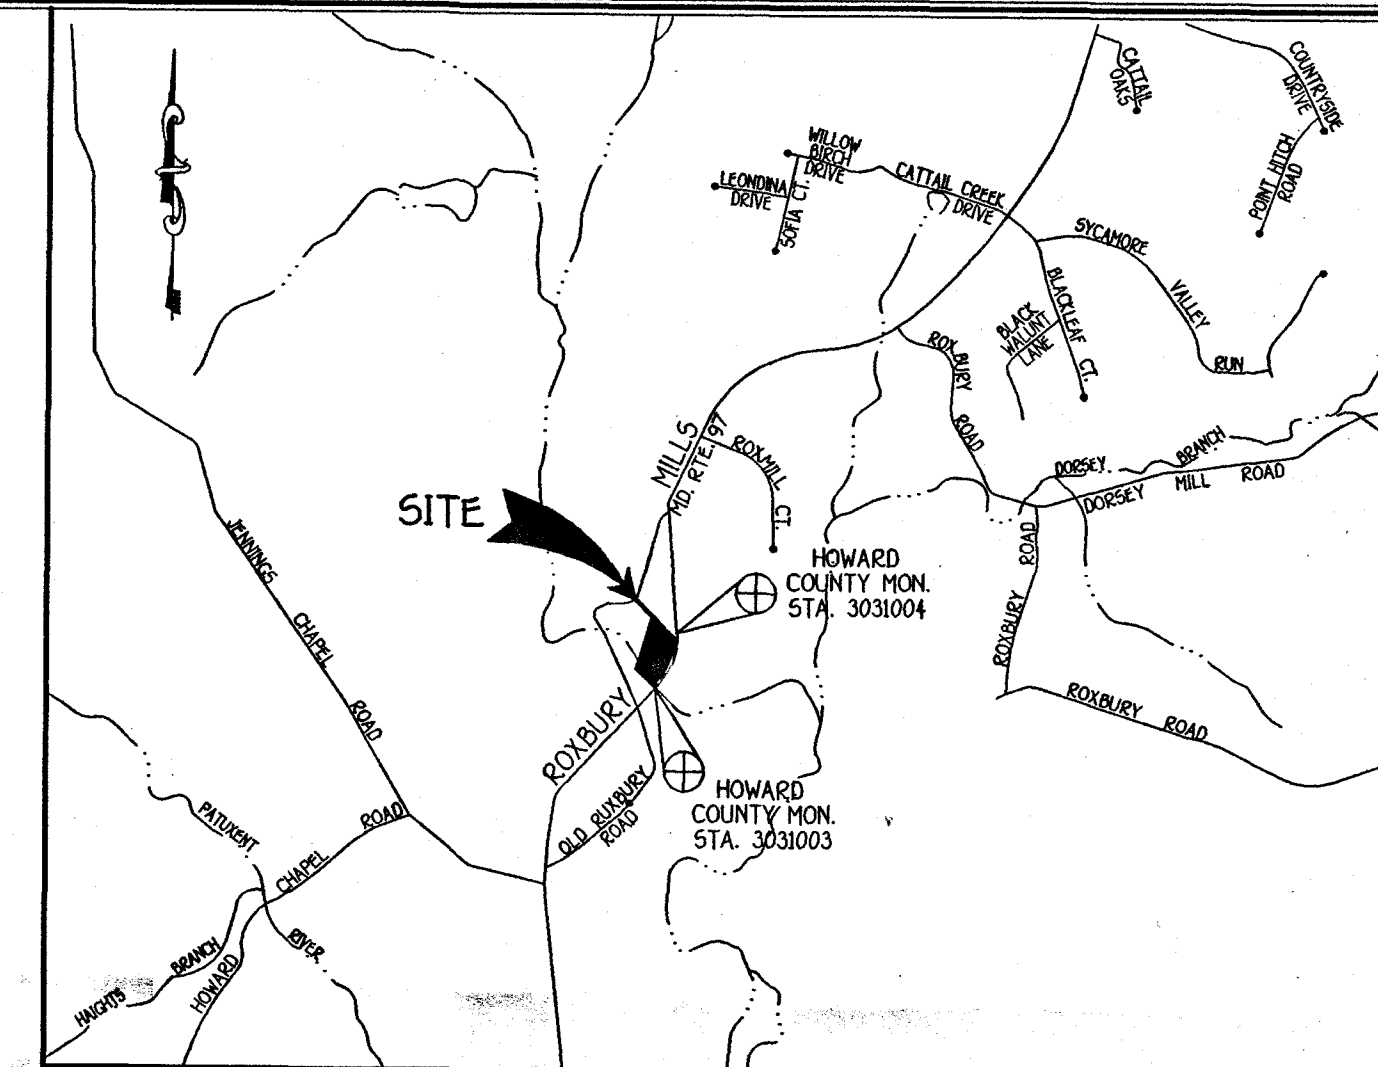 CATTAIL
OAKS
COUNTRYSIDE
DRIVE
POINT HITCH
ROAD
WILLOW
BIRCH
DRIVE
LEONDINA
DRIVE
SOFIA CT.
CATTAIL CREEK
DRIVE
SYCAMORE
VALLEY
RUN
BLACKLEAF CT.
BLACK
WALUNT
LANE
ROXBURY
ROAD
MILLS
MD. RTE. 97
ROXMILL
CT.
DORSEY
BRANCH
DORSEY MILL ROAD
SITE
HOWARD
COUNTY MON.
STA. 3031004
ROXBURY ROAD
ROXBURY ROAD
JENNINGS
CHAPEL
ROAD
ROXBURY
OLD RUXBURY
ROAD
HOWARD
COUNTY MON.
STA. 3031003
PATUXENT
RIVER
CHAPEL ROAD
HAIGHTS BRANCH
HOWARD